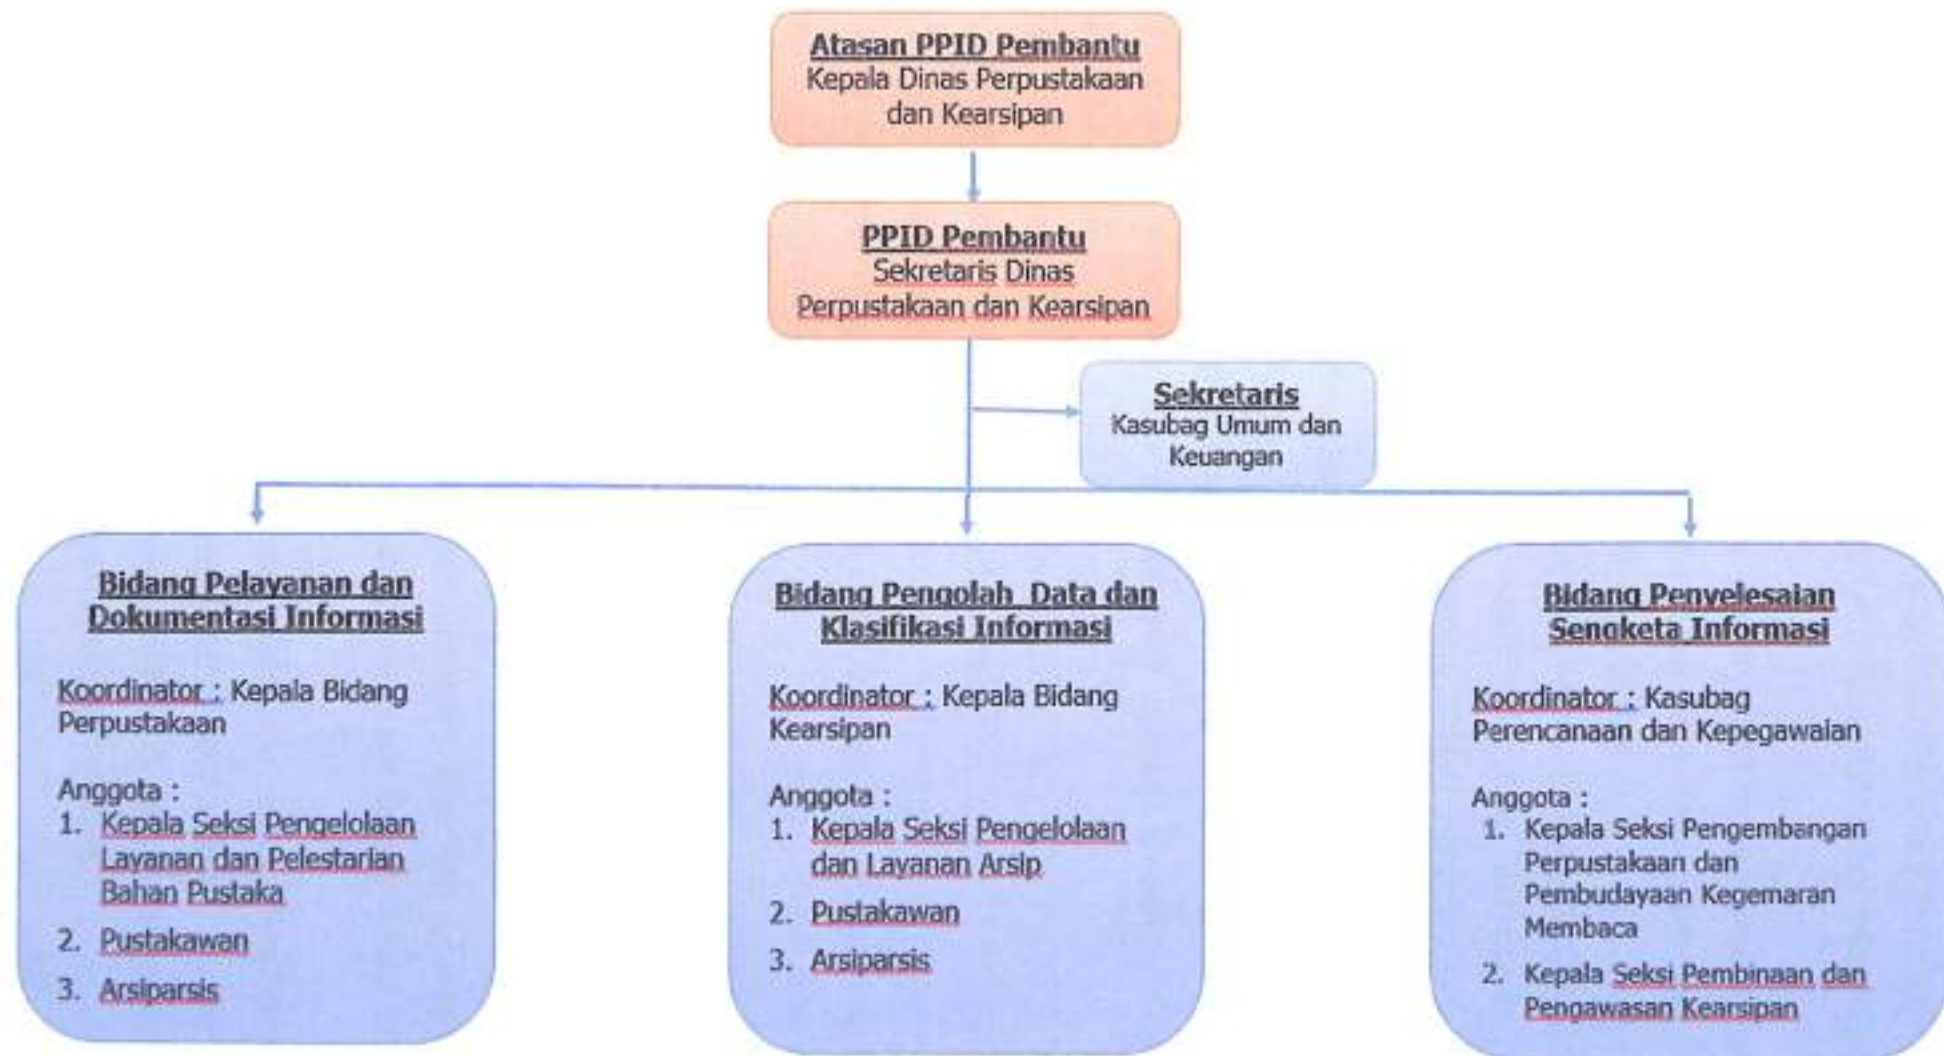 Atasan PPID Pembantu
Kepala Dinas Perpustakaan
dan Kearsipan
PPID Pembantu
Sekretaris Dinas
Perpustakaan dan Kearsipan
Sekretaris
Kasubag Umum dan
Keuangan
Bidang Pelayanan dan
Dokumentasi Informasi
Koordinator : Kepala Bidang
Perpustakaan
Anggota :
1. Kepala Seksi Pengelolaan
Layanan dan Pelestarian
Bahan Pustaka
2. Pustakawan
3. Arsiparsis
Bidang Pengolah Data dan
Klasifikasi Informasi
Koordinator : Kepala Bidang
Kearsipan
Anggota :
1. Kepala Seksi Pengelolaan
dan Layanan Arsip
2. Pustakawan
3. Arsiparsis
Bidang Penyelesaian
Sengketa Informasi
Koordinator : Kasubag
Perencanaan dan Kepegawaian
Anggota :
1. Kepala Seksi Pengembangan
Perpustakaan dan
Pembudayaan Kegemaran
Membaca
2. Kepala Seksi Pembinaan dan
Pengawasan Kearsipan